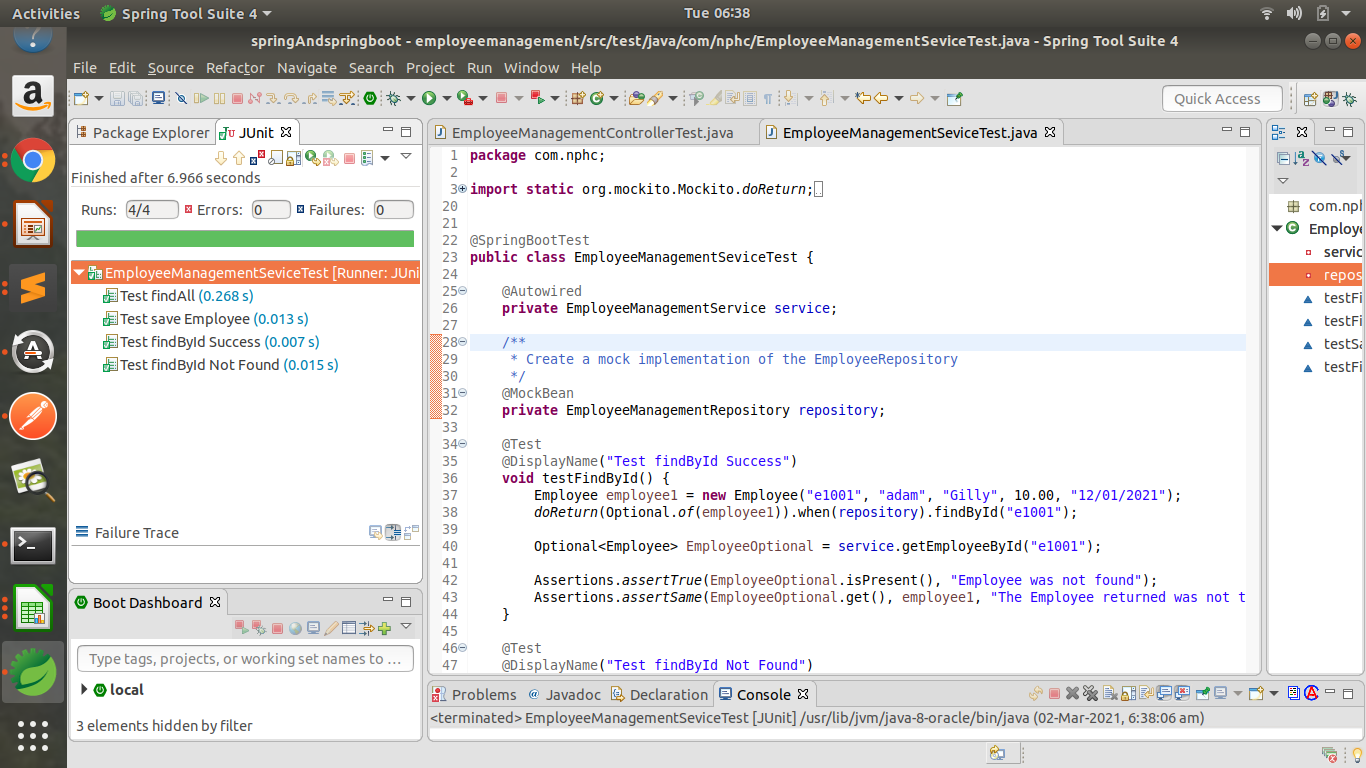 Activities Spring Tool Suite 4 Tue 06:38
springAndspringboot - employeemanagement/src/test/java/com/nphc/EmployeeManagementSeviceTest.java - Spring Tool Suite 4
File Edit Source Refactor Navigate Search Project Run Window Help
Quick Access
Package Explorer JUnit
Finished after 6.966 seconds
Runs: 4/4 Errors: 0 Failures: 0
EmployeeManagementSeviceTest [Runner: JUni
Test findAll (0.268 s)
Test save Employee (0.013 s)
Test findById Success (0.007 s)
Test findById Not Found (0.015 s)
Failure Trace
Boot Dashboard
Type tags, projects, or working set names to ...
local
3 elements hidden by filter
EmployeeManagementControllerTest.java EmployeeManagementSeviceTest.java
1 package com.nphc;
2
3 import static org.mockito.Mockito.doReturn;
20
21
22 @SpringBootTest
23 public class EmployeeManagementSeviceTest {
24
25 @Autowired
26 private EmployeeManagementService service;
27
28 /**
29 * Create a mock implementation of the EmployeeRepository
30 */
31 @MockBean
32 private EmployeeManagementRepository repository;
33
34 @Test
35 @DisplayName("Test findById Success")
36 void testFindById() {
37 Employee employee1 = new Employee("e1001", "adam", "Gilly", 10.00, "12/01/2021");
38 doReturn(Optional.of(employee1)).when(repository).findById("e1001");
39
40 Optional<Employee> EmployeeOptional = service.getEmployeeById("e1001");
41
42 Assertions.assertTrue(EmployeeOptional.isPresent(), "Employee was not found");
43 Assertions.assertSame(EmployeeOptional.get(), employee1, "The Employee returned was not t
44 }
45
46 @Test
47 @DisplayName("Test findById Not Found")
com.nph
Employe
servic
repos
testFi
testFi
testSa
testFi
Problems @ Javadoc Declaration Console
<terminated> EmployeeManagementSeviceTest [JUnit] /usr/lib/jvm/java-8-oracle/bin/java (02-Mar-2021, 6:38:06 am)